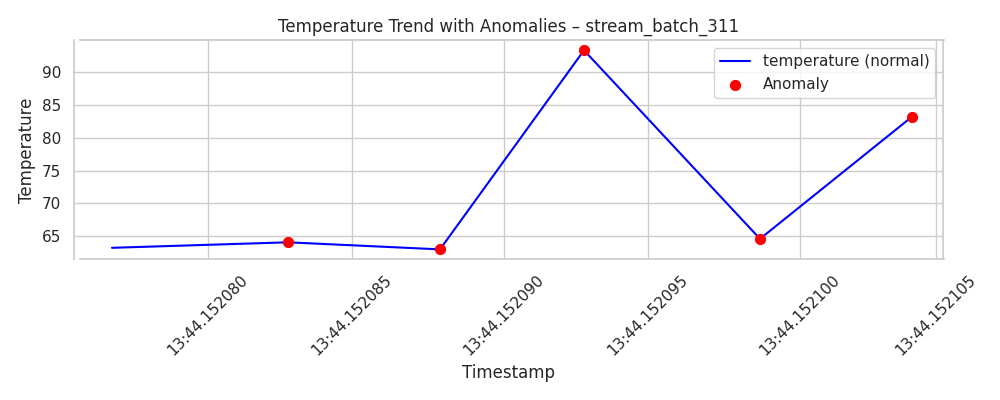 Temperature Trend with Anomalies – stream_batch_311
temperature (normal)
Anomaly
Temperature
90
85
80
75
70
65
13:44.152080
13:44.152085
13:44.152090
13:44.152095
13:44.152100
13:44.152105
Timestamp